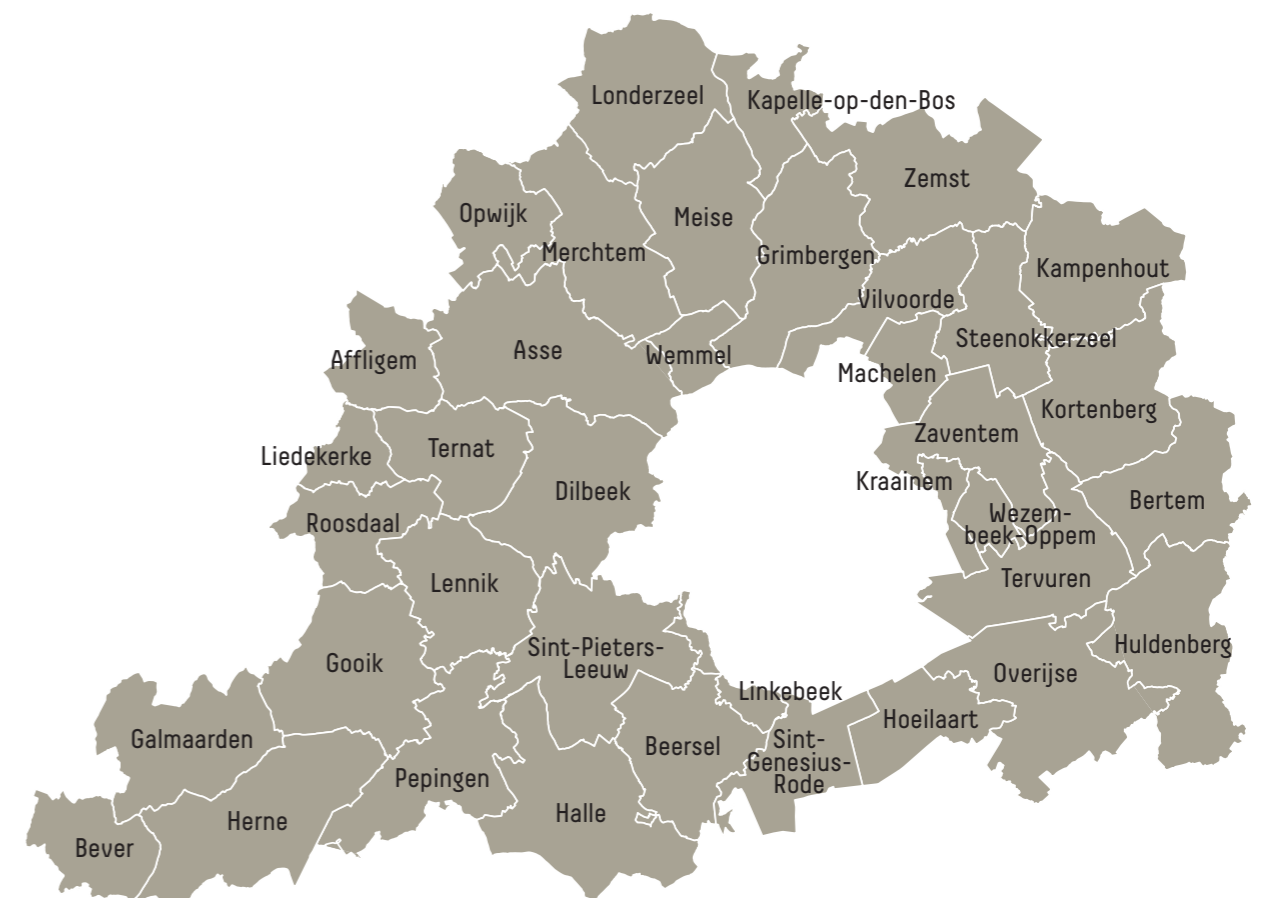 Londerzeel
Kapelle-op-den-Bos
Zemst
Opwijk
Meise
Merchtem
Grimbergen
Kampenhout
Vilvoorde
Steenokkerzeel
Asse
Wemmel
Affligem
Machelen
Kortenberg
Zaventem
Ternat
Liedekerke
Kraainem
Dilbeek
Bertem
Wezem-
beek-Oppem
Roosdaal
Tervuren
Lennik
Sint-Pieters-
Leeuw
Huldenberg
Gooik
Overijse
Linkebeek
Hoeilaart
Galmaarden
Beersel
Sint-
Genesius-
Rode
Pepingen
Halle
Herne
Bever